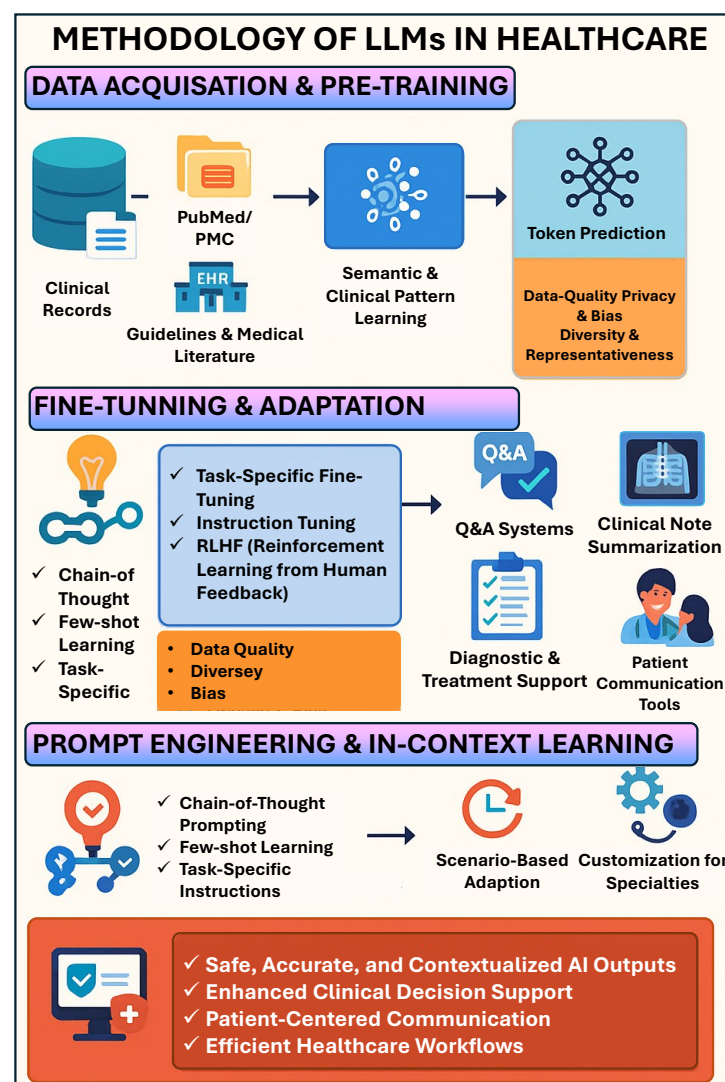 METHODOLOGY OF LLMs IN HEALTHCARE
DATA ACQUISATION & PRE-TRAINING
Clinical
Records
PubMed/
PMC
EHR
Guidelines & Medical
Literature
Semantic &
Clinical Pattern
Learning
Token Prediction
Data-Quality Privacy
& Bias
Diversity &
Representativeness
FINE-TUNNING & ADAPTATION
✓ Chain-of
Thought
✓ Few-shot
Learning
✓ Task-
Specific
✓ Task-Specific Fine-
Tuning
✓ Instruction Tuning
✓ RLHF (Reinforcement
Learning from Human
Feedback)
• Data Quality
• Diversey
• Bias
Q&A
Q&A Systems
Clinical Note
Summarization
Diagnostic &
Treatment Support
Patient
Communication
Tools
PROMPT ENGINEERING & IN-CONTEXT LEARNING
✓ Chain-of-Thought
Prompting
✓ Few-shot Learning
✓ Task-Specific
Instructions
Scenario-Based
Adaption
Customization for
Specialties
✓ Safe, Accurate, and Contextualized AI Outputs
✓ Enhanced Clinical Decision Support
✓ Patient-Centered Communication
✓ Efficient Healthcare Workflows